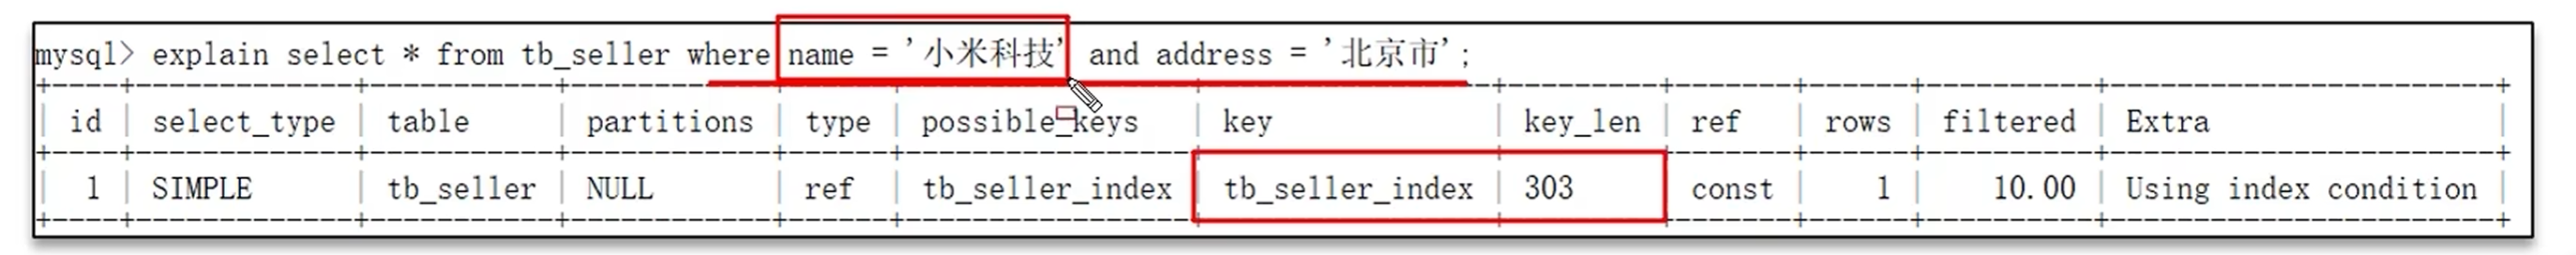 mysql> explain select * from tb_seller where name = '小米科技' and address = '北京市';
| id | select_type | table | partitions | type | possible_keys | key | key_len | ref | rows | filtered | Extra |
| 1 | SIMPLE | tb_seller | NULL | ref | tb_seller_index | tb_seller_index | 303 | const | 1 | 10.00 | Using index condition |